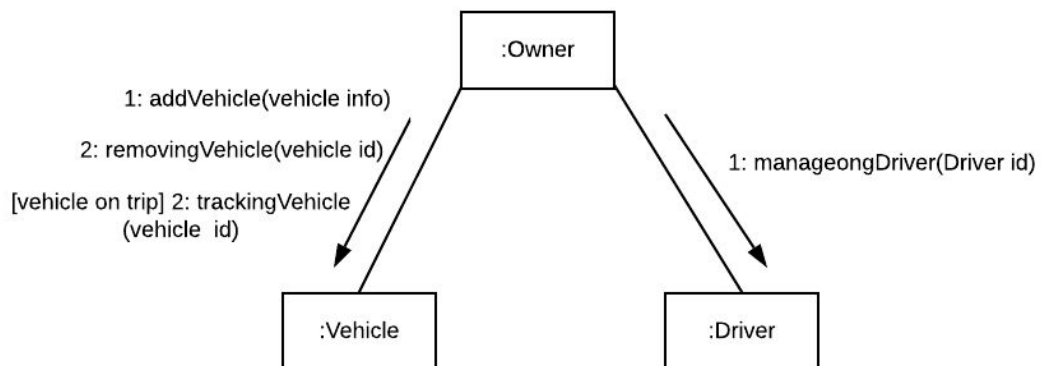 :Owner
1: addVehicle(vehicle info)
2: removingVehicle(vehicle id)
1: manageongDriver(Driver id)
[vehicle on trip] 2: trackingVehicle
(vehicle id)
:Vehicle
:Driver